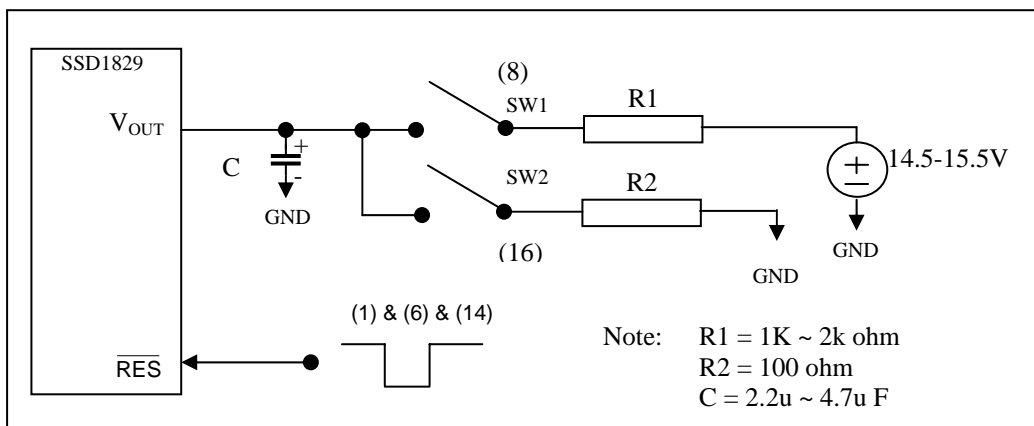 SSD1829
(8)
SW1
R1
VOUT
+
C
-
GND
14.5-15.5V
SW2
R2
GND
(16)
GND
(1) & (6) & (14)
RES
Note: R1 = 1K ~ 2k ohm
R2 = 100 ohm
C = 2.2u ~ 4.7u F